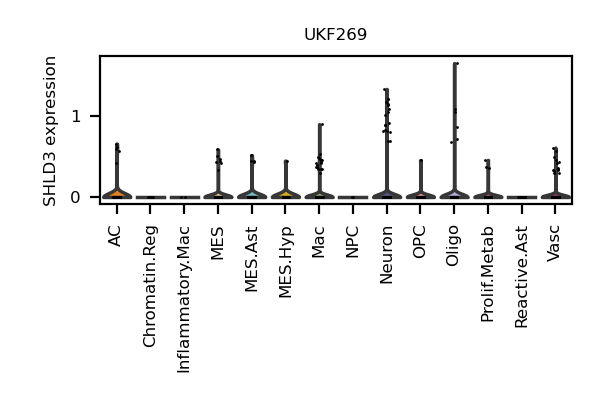 UKF269
SHLD3 expression
1
0
AC
Chromatin.Reg
Inflammatory.Mac
MES
MES.Ast
MES.Hyp
Mac
NPC
Neuron
OPC
Oligo
Prolif.Metab
Reactive.Ast
Vasc